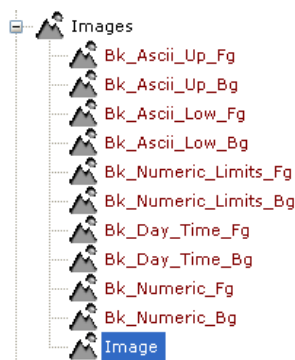 Images
Bk_Ascii_Up_Fg
Bk_Ascii_Up_Bg
Bk_Ascii_Low_Fg
Bk_Ascii_Low_Bg
Bk_Numeric_Limits_Fg
Bk_Numeric_Limits_Bg
Bk_Day_Time_Fg
Bk_Day_Time_Bg
Bk_Numeric_Fg
Bk_Numeric_Bg
Image